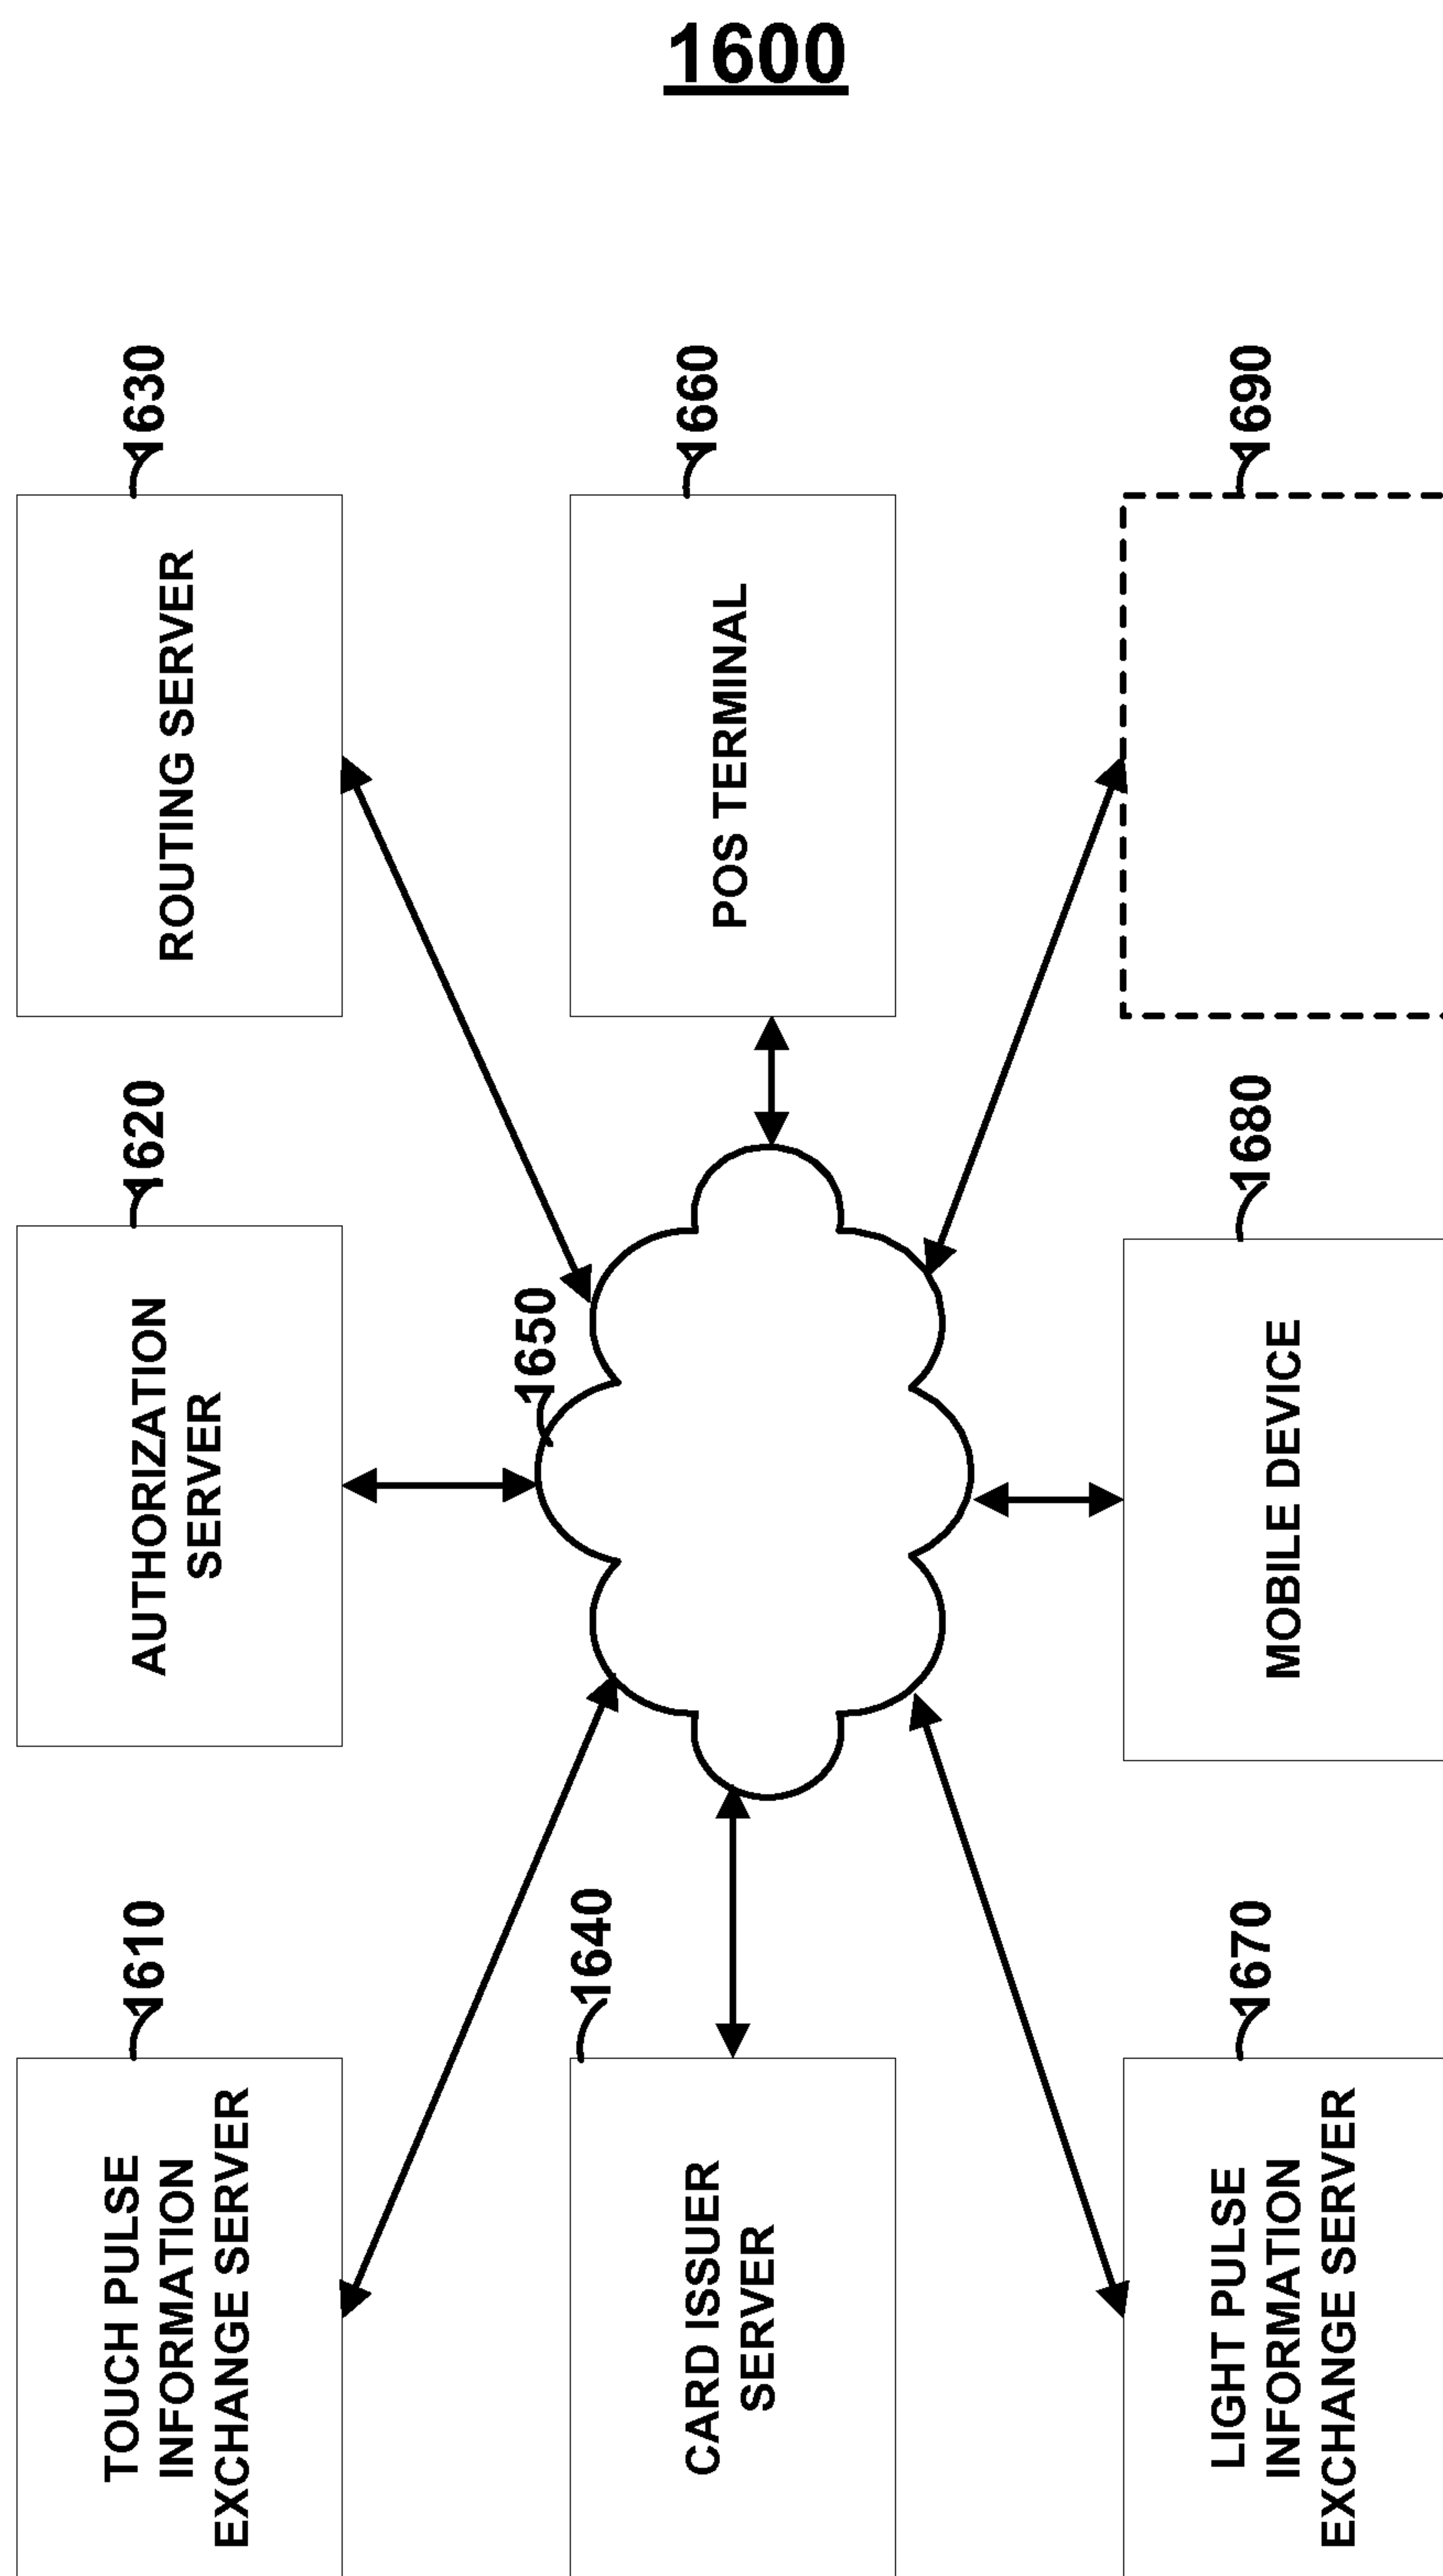 1600
1610
TOUCH PULSE
INFORMATION
EXCHANGE SERVER
1620
AUTHORIZATION
SERVER
1630
ROUTING SERVER
1640
CARD ISSUER
SERVER
1650
1660
POS TERMINAL
1670
LIGHT PULSE
INFORMATION
EXCHANGE SERVER
1680
MOBILE DEVICE
1690